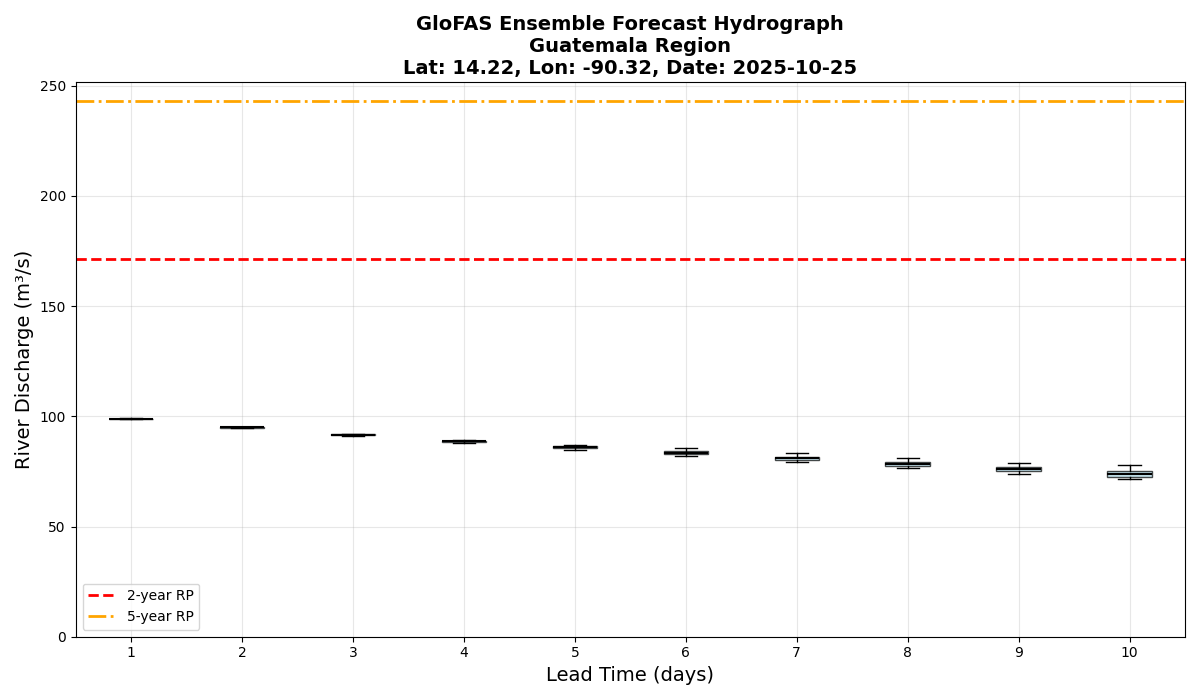 GloFAS Ensemble Forecast Hydrograph
Guatemala Region
Lat: 14.22, Lon: -90.32, Date: 2025-10-25
River Discharge (m³/s)
250
200
150
100
50
0
2-year RP
5-year RP
1 2 3 4 5 6 7 8 9 10
Lead Time (days)